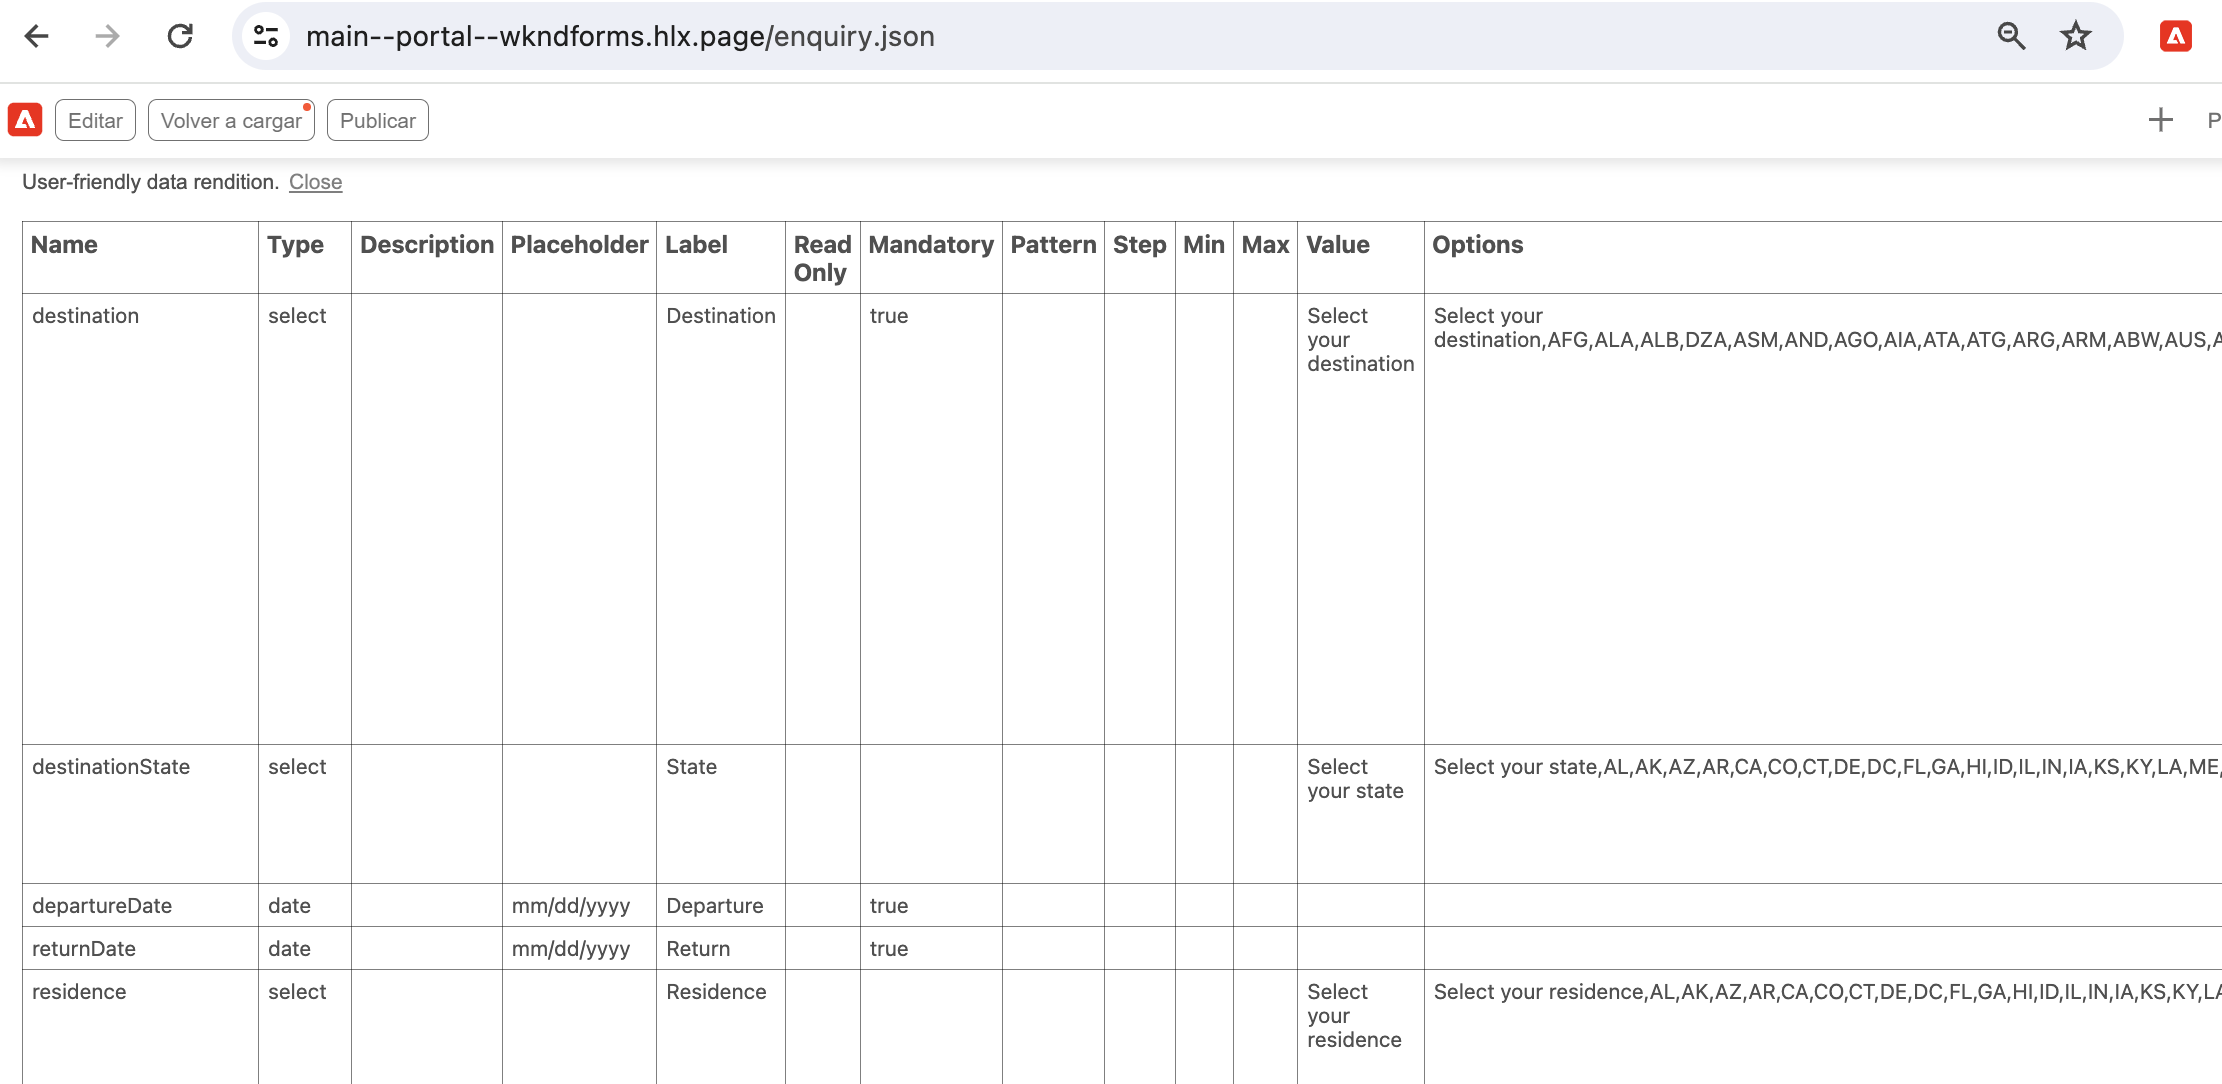 main--portal--wkndforms.hlx.page/enquiry.json
Editar
Volver a cargar
Publicar
P
User-friendly data rendition. Close
Name Type Description Placeholder Label Read Only Mandatory Pattern Step Min Max Value Options
destination select Destination true Select your destination Select your destination,AFG,ALA,ALB,DZA,ASM,AND,AGO,AIA,ATA,ATG,ARG,ARM,ABW,AUS,A
destinationState select State Select your state Select your state,AL,AK,AZ,AR,CA,CO,CT,DE,DC,FL,GA,HI,ID,IL,IN,IA,KS,KY,LA,ME,
departureDate date mm/dd/yyyy Departure true
returnDate date mm/dd/yyyy Return true
residence select Residence Select your residence Select your residence,AL,AK,AZ,AR,CA,CO,CT,DE,DC,FL,GA,HI,ID,IL,IN,IA,KS,KY,LA